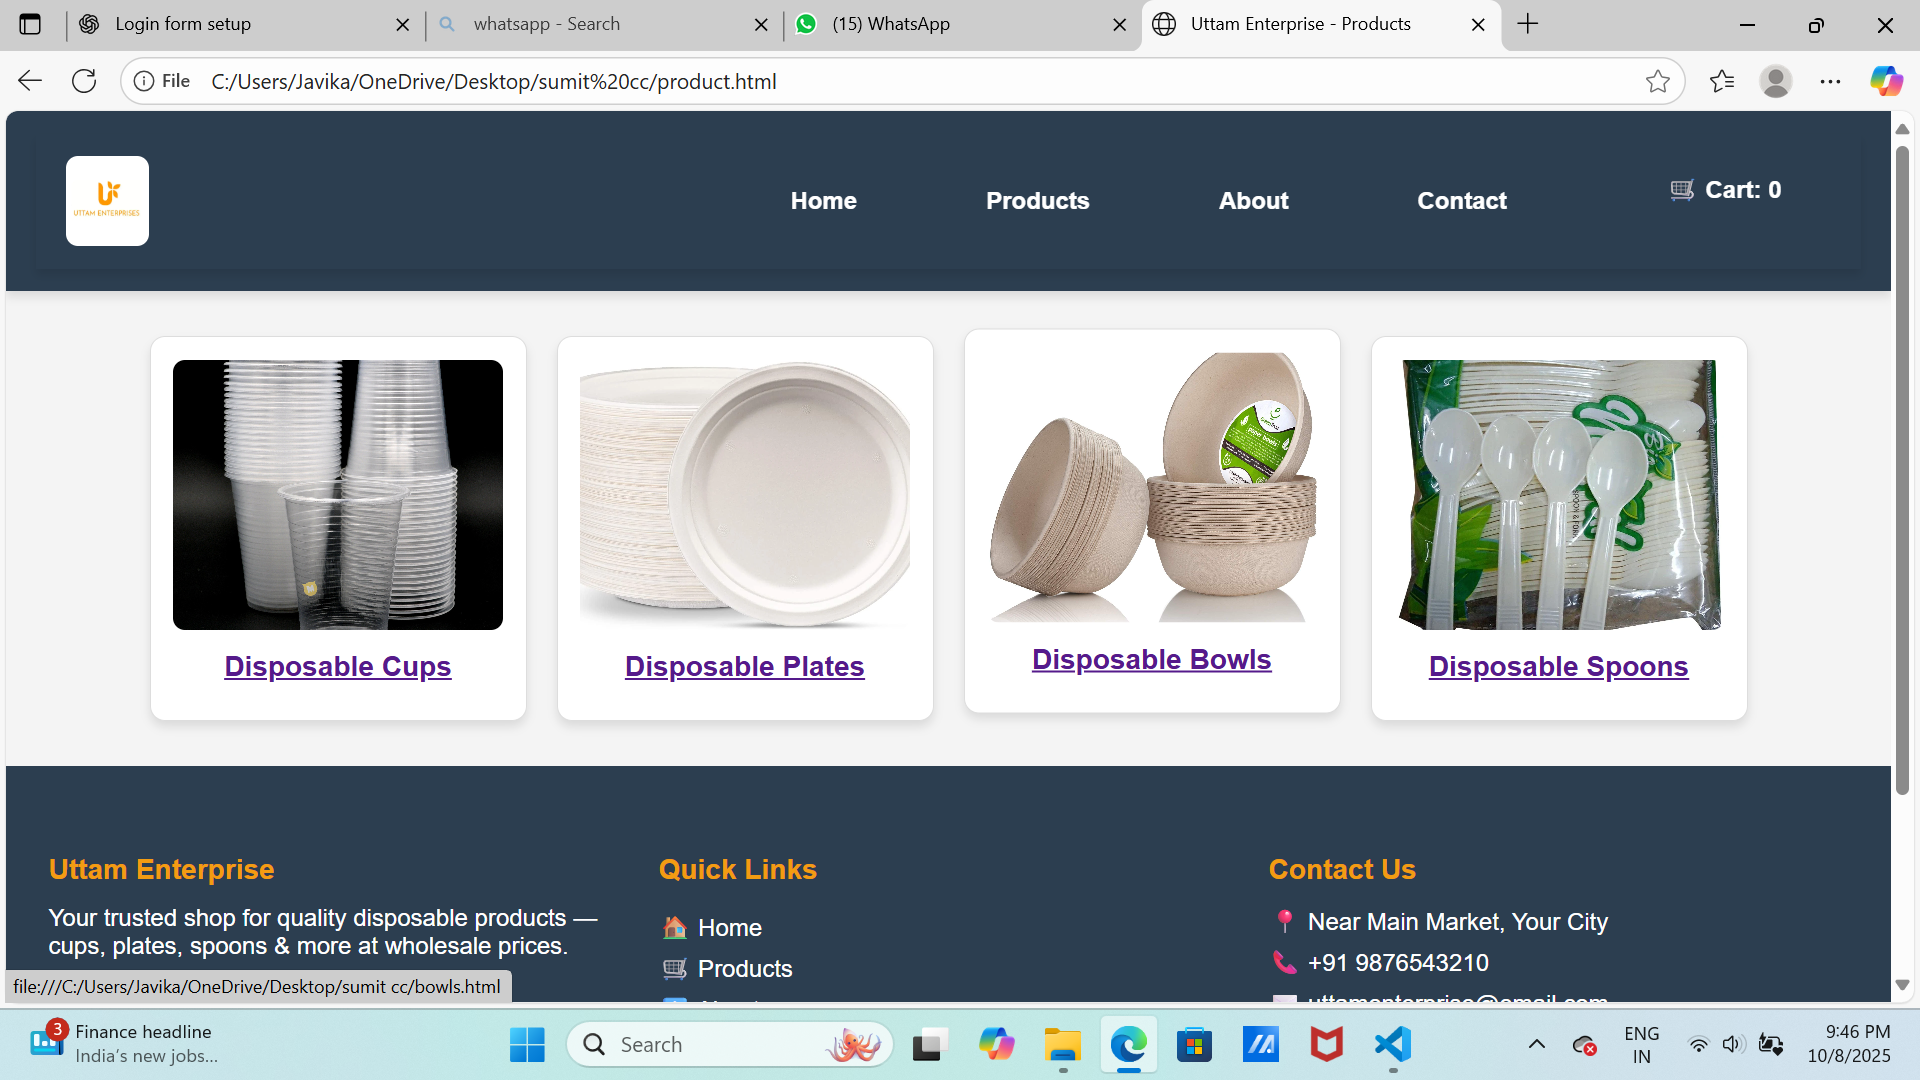 Login form setup
whatsapp - Search
(15) WhatsApp
Uttam Enterprise - Products
File C:/Users/Javika/OneDrive/Desktop/sumit%20cc/product.html
UTTAM ENTERPRISES
Home
Products
About
Contact
🛒 Cart: 0
Disposable Cups
Disposable Plates
Disposable Bowls
Disposable Spoons
Uttam Enterprise
Your trusted shop for quality disposable products —
cups, plates, spoons & more at wholesale prices.
Quick Links
🏠 Home
🛒 Products
Contact Us
📍 Near Main Market, Your City
📞 +91 9876543210
file:///C:/Users/Javika/OneDrive/Desktop/sumit cc/bowls.html
3
Finance headline
India's new jobs...
Search
ENG
IN
9:46 PM
10/8/2025